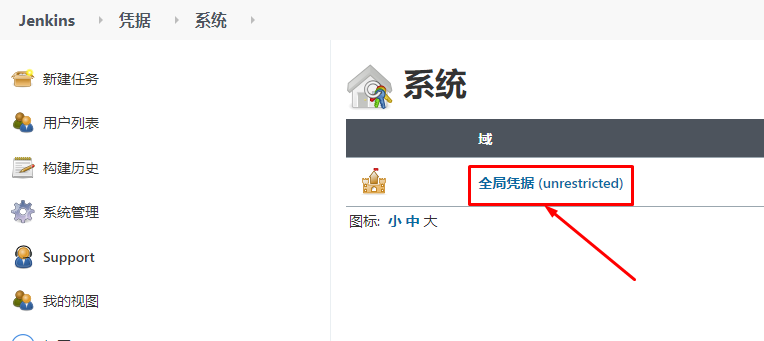 Jenkins 凭据 系统
新建任务
用户列表
构建历史
系统管理
Support
我的视图
系统
域
全局凭据 (unrestricted)
图标: 小 中 大